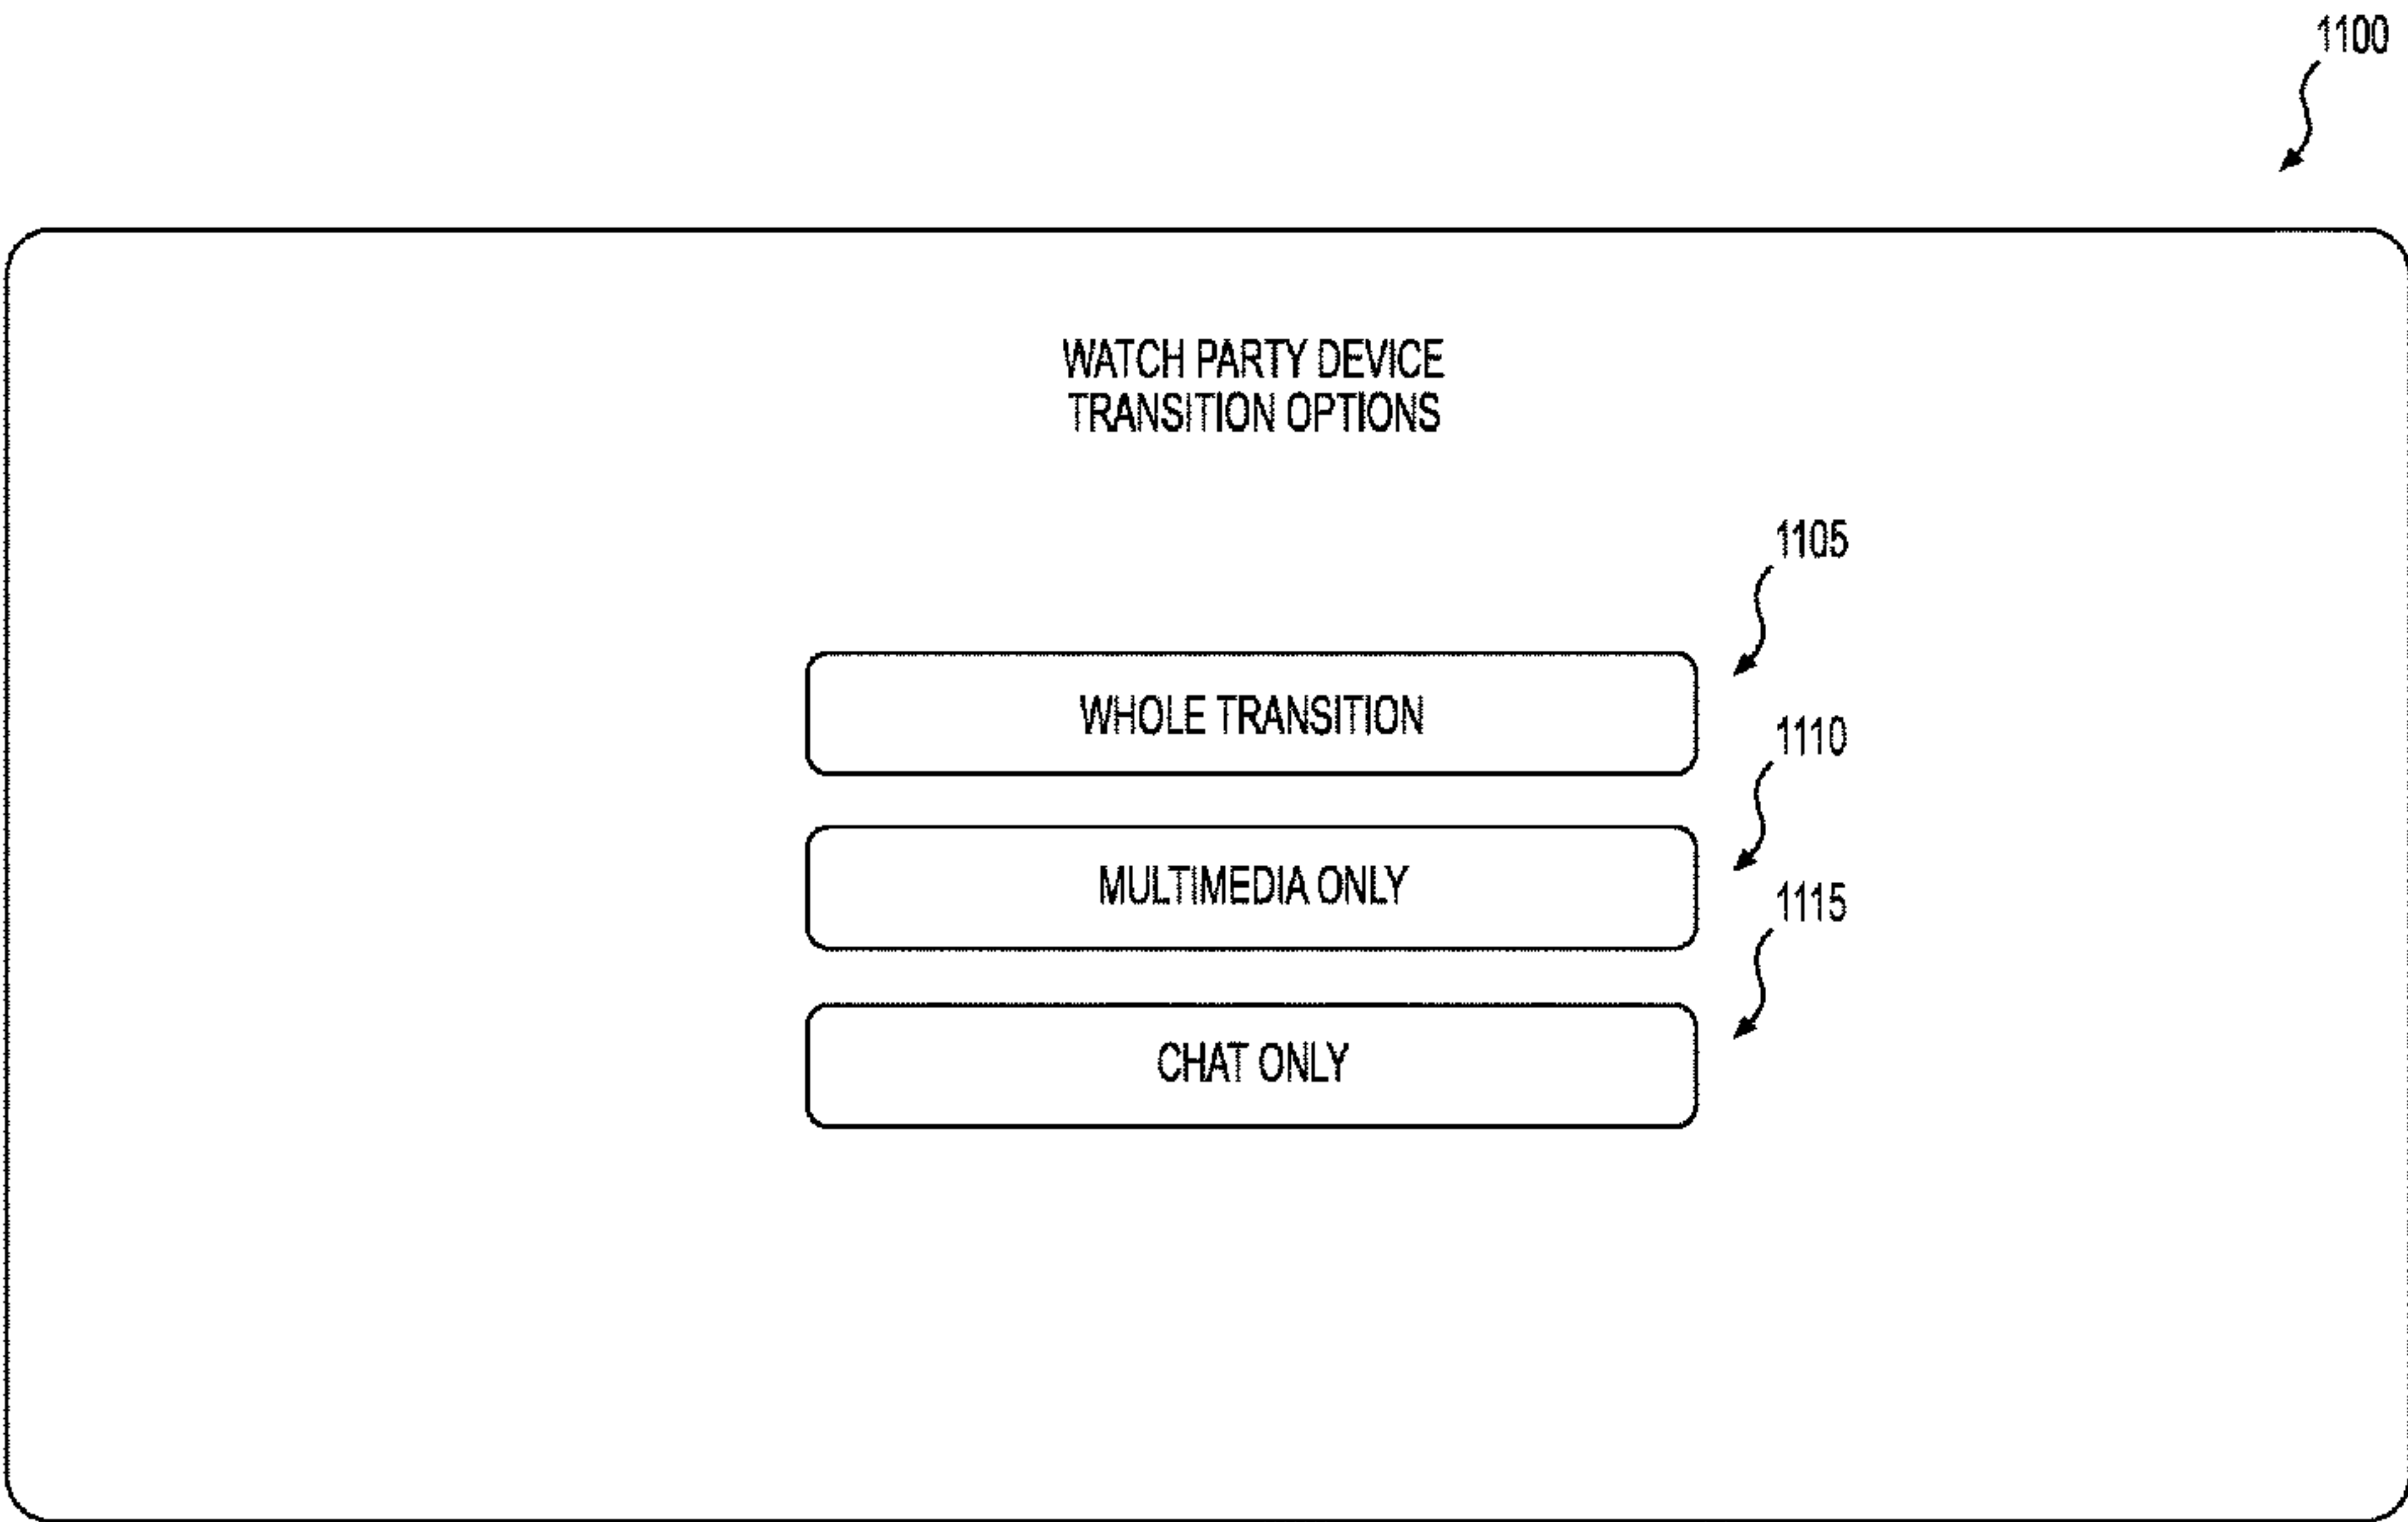 1100
WATCH PARTY DEVICE
TRANSITION OPTIONS
1105
WHOLE TRANSITION
1110
MULTIMEDIA ONLY
1115
CHAT ONLY